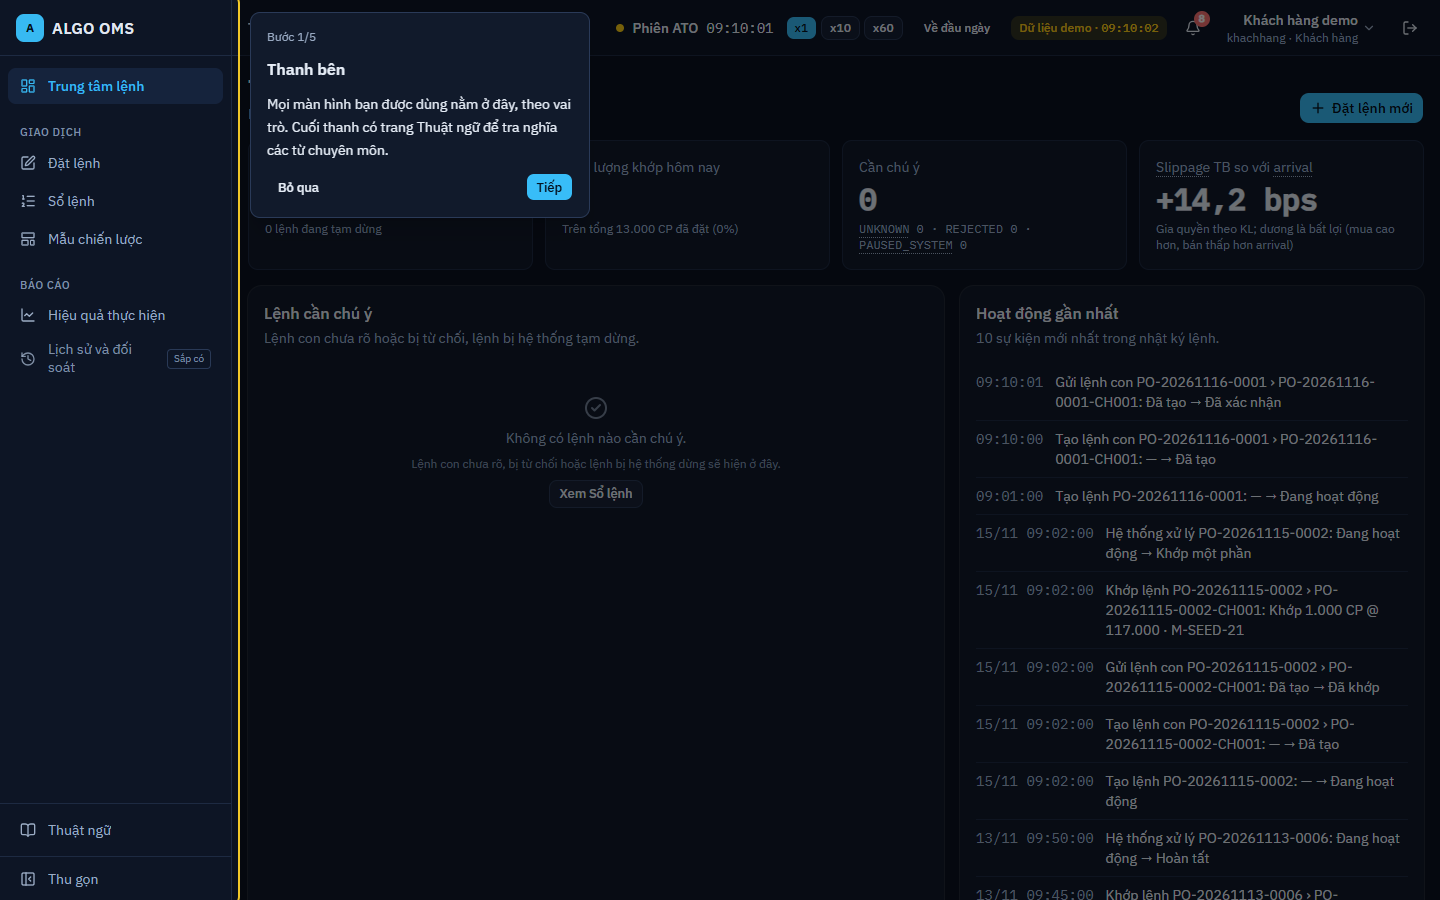 A ALGO OMS
Trung tâm lệnh
GIAO DỊCH
Đặt lệnh
Sổ lệnh
Mẫu chiến lược
BÁO CÁO
Hiệu quả thực hiện
Lịch sử và đối
soát
Sắp có
Thuật ngữ
Thu gọn
Bước 1/5
Thanh bên
Mọi màn hình bạn được dùng nằm ở đây, theo vai
trò. Cuối thanh có trang Thuật ngữ để tra nghĩa
các từ chuyên môn.
Bỏ qua
Tiếp
Phiên ATO 09:10:01 x1 x10 x60 Về đầu ngày Dữ liệu demo · 09:10:02 8
Khách hàng demo
khachhang · Khách hàng
Đặt lệnh mới
0 lệnh đang tạm dừng
lượng khớp hôm nay
Trên tổng 13.000 CP đã đặt (0%)
Cần chú ý
0
UNKNOWN 0 · REJECTED 0 ·
PAUSED_SYSTEM 0
Slippage TB so với arrival
+14,2 bps
Gia quyền theo KL; dương là bất lợi (mua cao
hơn, bán thấp hơn arrival)
Lệnh cần chú ý
Lệnh con chưa rõ hoặc bị từ chối, lệnh bị hệ thống tạm dừng.
Không có lệnh nào cần chú ý.
Lệnh con chưa rõ, bị từ chối hoặc lệnh bị hệ thống dừng sẽ hiện ở đây.
Xem Sổ lệnh
Hoạt động gần nhất
10 sự kiện mới nhất trong nhật ký lệnh.
09:10:01 Gửi lệnh con PO-20261116-0001 › PO-20261116-
0001-CH001: Đã tạo → Đã xác nhận
09:10:00 Tạo lệnh con PO-20261116-0001 › PO-20261116-
0001-CH001: — → Đã tạo
09:01:00 Tạo lệnh PO-20261116-0001: — → Đang hoạt động
15/11 09:02:00 Hệ thống xử lý PO-20261115-0002: Đang hoạt
động → Khớp một phần
15/11 09:02:00 Khớp lệnh PO-20261115-0002 › PO-
20261115-0002-CH001: Khớp 1.000 CP @
117.000 · M-SEED-21
15/11 09:02:00 Gửi lệnh con PO-20261115-0002 › PO-
20261115-0002-CH001: Đã tạo → Đã khớp
15/11 09:02:00 Tạo lệnh con PO-20261115-0002 › PO-
20261115-0002-CH001: — → Đã tạo
15/11 09:02:00 Tạo lệnh PO-20261115-0002: — → Đang hoạt
động
13/11 09:50:00 Hệ thống xử lý PO-20261113-0006: Đang hoạt
động → Hoàn tất
13/11 09:45:00 Khớp lệnh PO-20261113-0006 › PO-